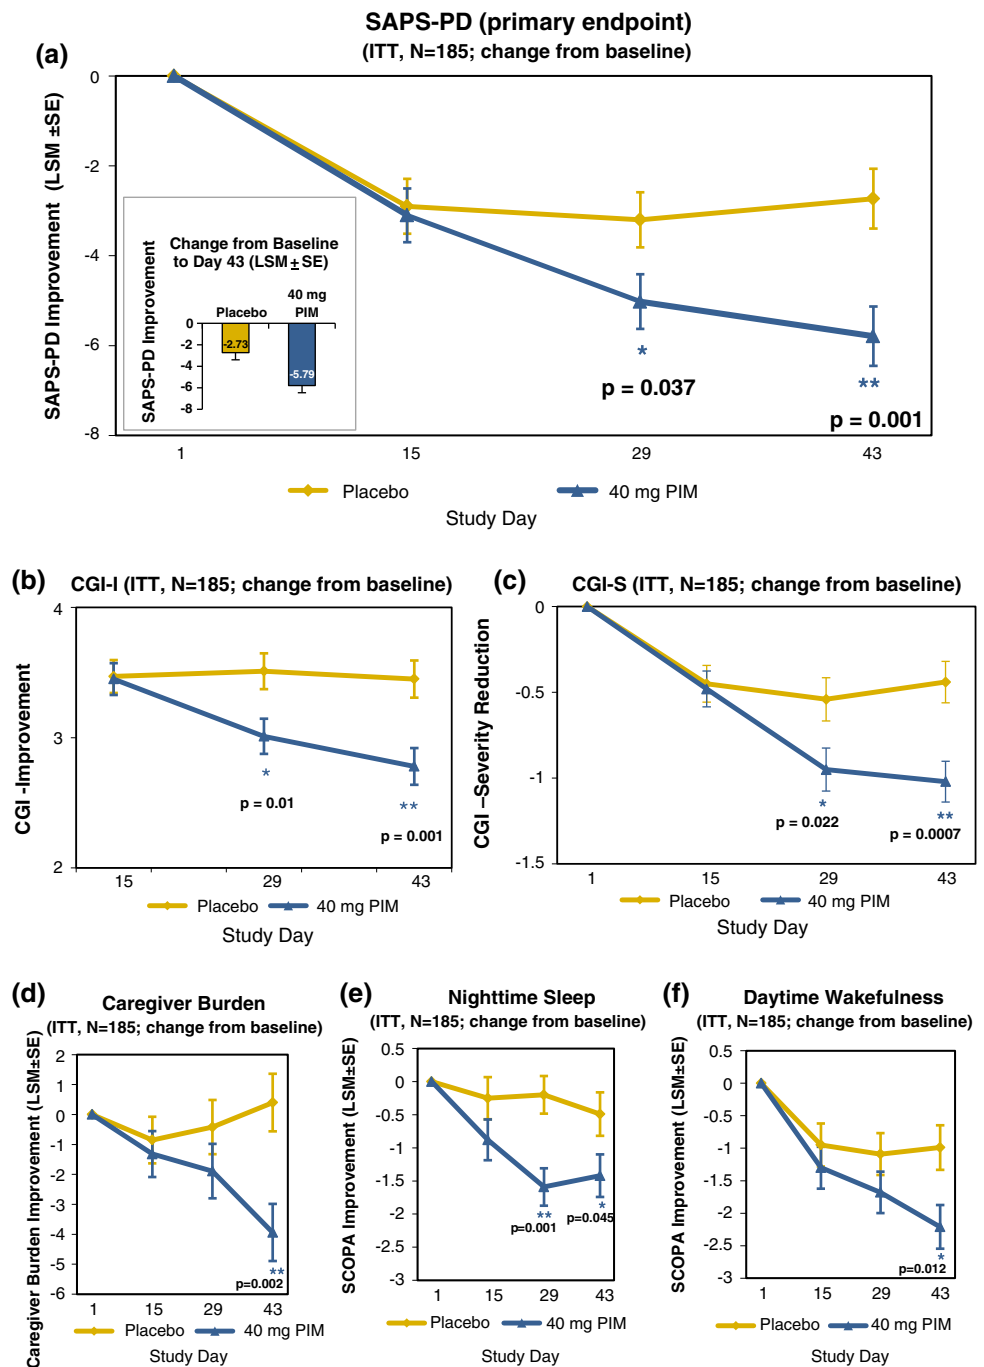 SAPS-PD (primary endpoint)
(ITT, N=185; change from baseline)
(a)
SAPS-PD Improvement (LSM ±SE)
0
-2
-4
-6
-8
Change from Baseline
to Day 43 (LSM ± SE)
SAPS-PD Improvement
Placebo
40 mg
PIM
0
-2
-4
-6
-8
-2.73
-5.79
*
p = 0.037
**
p = 0.001
1 15 29 43
Placebo 40 mg PIM
Study Day
(b)
CGI-I (ITT, N=185; change from baseline)
CGI -Improvement
4
3
2
*
p = 0.01
**
p = 0.001
15 29 43
Placebo 40 mg PIM
Study Day
(c)
CGI-S (ITT, N=185; change from baseline)
CGI –Severity Reduction
0
-0.5
-1
-1.5
*
p = 0.022
**
p = 0.0007
1 15 29 43
Placebo 40 mg PIM
Study Day
(d)
Caregiver Burden
(ITT, N=185; change from baseline)
Caregiver Burden Improvement (LSM±SE)
2
1
0
-1
-2
-3
-4
-5
-6
**
p=0.002
1 15 29 43
Placebo 40 mg PIM
Study Day
(e)
Nighttime Sleep
(ITT, N=185; change from baseline)
SCOPA Improvement (LSM±SE)
0.5
0
-0.5
-1
-1.5
-2
-2.5
-3
**
p=0.001
*
p=0.045
1 15 29 43
Placebo 40 mg PIM
Study Day
(f)
Daytime Wakefulness
(ITT, N=185; change from baseline)
SCOPA Improvement (LSM±SE)
0.5
0
-0.5
-1
-1.5
-2
-2.5
-3
*
p=0.012
1 15 29 43
Placebo 40 mg PIM
Study Day